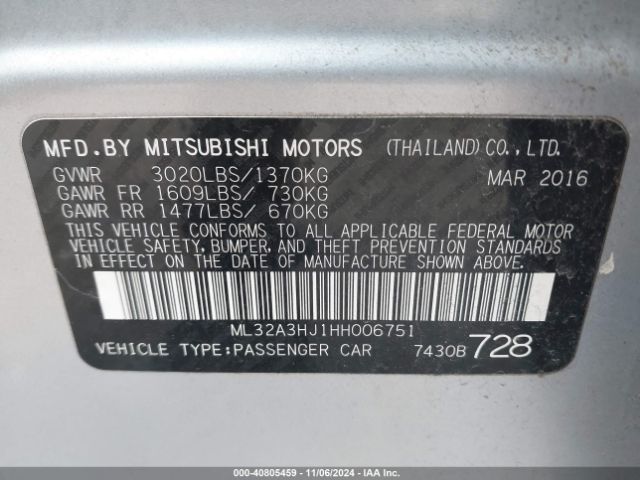 MFD.BY MITSUBISHI MOTORS (THAILAND) CO., LTD.
GVWR 3020LBS/1370KG MAR 2016
GAWR FR 1609LBS/ 730KG
GAWR RR 1477LBS/ 670KG
THIS VEHICLE CONFORMS TO ALL APPLICABLE FEDERAL MOTOR
VEHICLE SAFETY, BUMPER, AND THEFT PREVENTION STANDARDS
IN EFFECT ON THE DATE OF MANUFACTURE SHOWN ABOVE.
ML32A3HJ1HH006751
VEHICLE TYPE:PASSENGER CAR 7430B 728
000-40805459 - 11/06/2024 - IAA Inc.